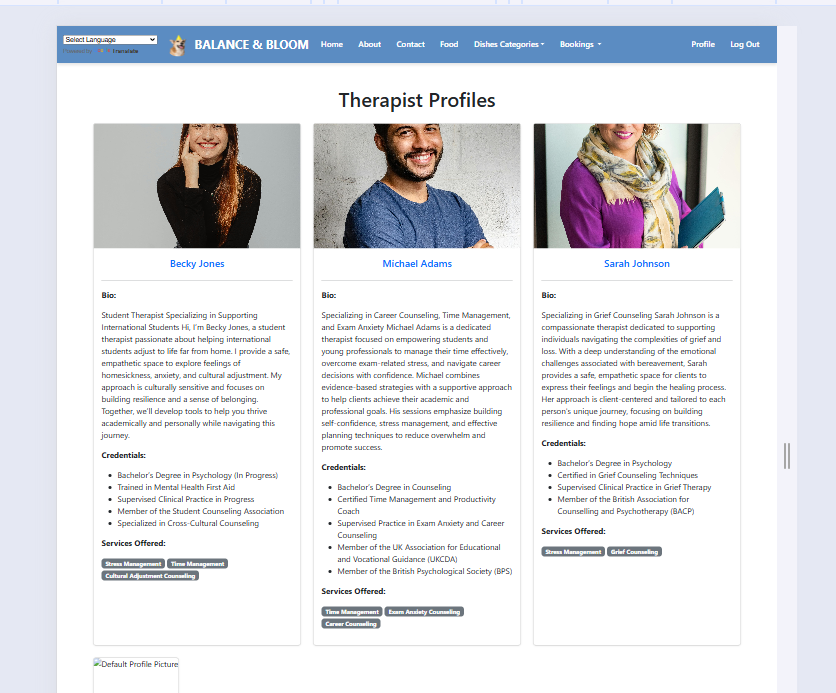 Select Language
Translate
BALANCE & BLOOM
Home
About
Contact
Food
Dishes Categories
Bookings
Profile
Log Out
Therapist Profiles
Becky Jones
Bio:
Student Therapist Specializing in Supporting
International Students Hi, I'm Becky Jones, a student
therapist passionate about helping international
students adjust to life far from home. I provide a safe,
empathetic space to explore feelings of
homesickness, anxiety, and cultural adjustment. My
approach is culturally sensitive and focuses on
building resilience and a sense of belonging.
Together, we'll develop tools to help you thrive
academically and personally while navigating this
journey.
Credentials:
Bachelor's Degree in Psychology (In Progress)
Trained in Mental Health First Aid
Supervised Clinical Practice in Progress
Member of the Student Counseling Association
Specialized in Cross-Cultural Counseling
Services Offered:
Stress Management Time Management
Cultural Adjustment Counseling
Michael Adams
Bio:
Specializing in Career Counseling, Time Management,
and Exam Anxiety Michael Adams is a dedicated
therapist focused on empowering students and
young professionals to manage their time effectively,
overcome exam-related stress, and navigate career
decisions with confidence. Michael combines
evidence-based strategies with a supportive approach
to help clients achieve their academic and
professional goals. His sessions emphasize building
self-confidence, stress management, and effective
planning techniques to reduce overwhelm and
promote success.
Credentials:
Bachelor's Degree in Counseling
Certified Time Management and Productivity
Coach
Supervised Practice in Exam Anxiety and Career
Counseling
Member of the UK Association for Educational
and Vocational Guidance (UKCDA)
Member of the British Psychological Society (BPS)
Services Offered:
Time Management Exam Anxiety Counseling
Career Counseling
Sarah Johnson
Bio:
Specializing in Grief Counseling Sarah Johnson is a
compassionate therapist dedicated to supporting
individuals navigating the complexities of grief and
loss. With a deep understanding of the emotional
challenges associated with bereavement, Sarah
provides a safe, empathetic space for clients to
express their feelings and begin the healing process.
Her approach is client-centered and tailored to each
person's unique journey, focusing on building
resilience and finding hope amid life transitions.
Credentials:
Bachelor's Degree in Psychology
Certified in Grief Counseling Techniques
Supervised Clinical Practice in Grief Therapy
Member of the British Association for
Counselling and Psychotherapy (BACP)
Services Offered:
Stress Management Grief Counseling
Default Profile Picture